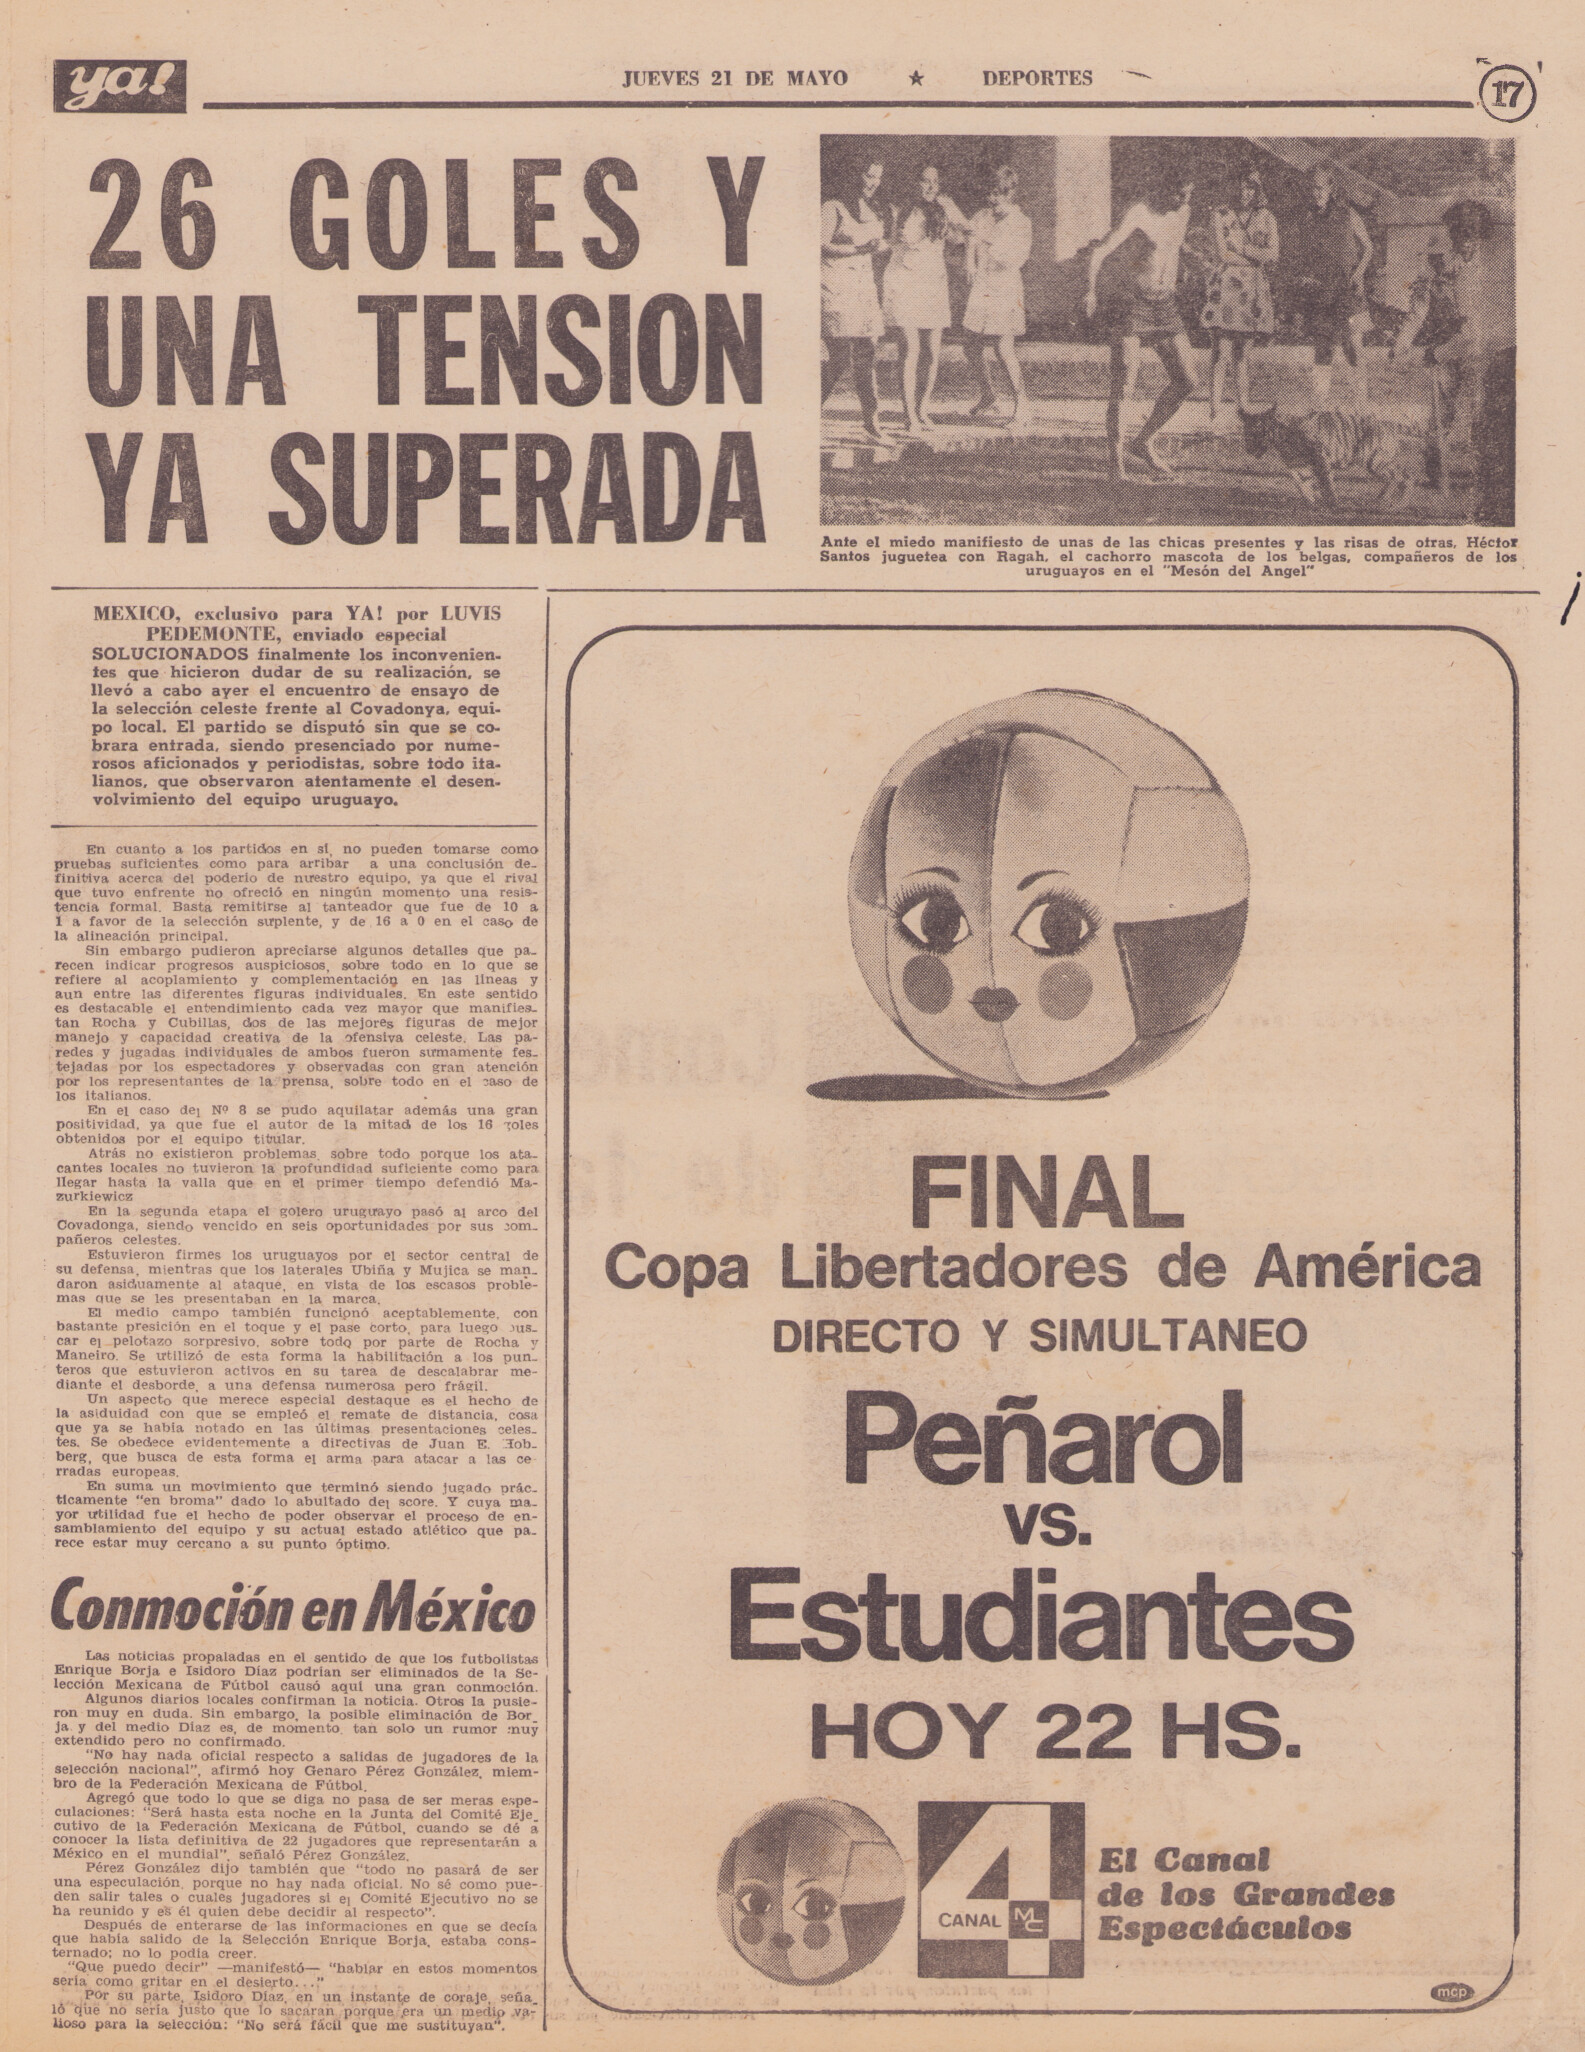 ya!
JUEVES 21 DE MAYO ★ DEPORTES
17
26 GOLES Y
UNA TENSION
YA SUPERADA
Ante el miedo manifiesto de unas de las chicas presentes y las risas de otras, Héctor
Santos juguetea con Ragah, el cachorro mascota de los belgas, compañeros de los
uruguayos en el "Mesón del Angel"
MEXICO, exclusivo para YA! por LUVIS
PEDEMONTE, enviado especial
SOLUCIONADOS finalmente los inconvenien-
tes que hicieron dudar de su realización, se
llevó a cabo ayer el encuentro de ensayo de
la selección celeste frente al Covadonya, equi-
po local. El partido se disputó sin que se co-
brara entrada, siendo presenciado por nume-
rosos aficionados y periodistas, sobre todo ita-
lianos, que observaron atentamente el desen-
volvimiento del equipo uruguayo.
En cuanto a los partidos en sí, no pueden tomarse como
pruebas suficientes como para arribar a una conclusión de-
finitiva acerca del poderío de nuestro equipo, ya que el rival
que tuvo enfrente no ofreció en ningún momento una resis-
tencia formal. Basta remitirse al tanteador que fue de 10 a
1 a favor de la selección suplente, y de 16 a 0 en el caso de
la alineación principal.
Sin embargo pudieron apreciarse algunos detalles que pa-
recen indicar progresos auspiciosos, sobre todo en lo que se
refiere al acoplamiento y complementación en las líneas y
aun entre las diferentes figuras individuales. En este sentido
es destacable el entendimiento cada vez mayor que manifies-
tan Rocha y Cubillas, dos de las mejores figuras de mejor
manejo y capacidad creativa de la ofensiva celeste. Las pa-
redes y jugadas individuales de ambos fueron sumamente fes-
tejadas por los espectadores y observadas con gran atención
por los representantes de la prensa, sobre todo en el caso de
los italianos.
En el caso del Nº 8 se pudo aquilatar además una gran
positividad, ya que fue el autor de la mitad de los 16 goles
obtenidos por el equipo titular.
Atrás no existieron problemas, sobre todo porque los ata-
cantes locales no tuvieron la profundidad suficiente como para
llegar hasta la valla que en el primer tiempo defendió Ma-
zurkiewicz
En la segunda etapa el golero uruguayo pasó al arco del
Covadonga, siendo vencido en seis oportunidades por sus com-
pañeros celestes.
Estuvieron firmes los uruguayos por el sector central de
su defensa, mientras que los laterales Ubiña y Mujica se man-
daron asiduamente al ataque, en vista de los escasos proble-
mas que se les presentaban en la marca.
El medio campo también funcionó aceptablemente, con
bastante presición en el toque y el pase corto, para luego bus-
car el pelotazo sorpresivo, sobre todo por parte de Rocha y
Maneiro. Se utilizó de esta forma la habilitación a los pun-
teros que estuvieron activos en su tarea de descalabrar me-
diante el desborde, a una defensa numerosa pero frágil.
Un aspecto que merece especial destaque es el hecho de
la asiduidad con que se empleó el remate de distancia, cosa
que ya se había notado en las últimas presentaciones celes-
tes. Se obedece evidentemente a directivas de Juan E. Hob-
berg, que busca de esta forma el arma para atacar a las ce
rradas europeas.
En suma un movimiento que terminó siendo jugado prác-
ticamente "en broma" dado lo abultado del score. Y cuya ma-
yor utilidad fue el hecho de poder observar el proceso de en-
samblamiento del equipo y su actual estado atlético que pa-
rece estar muy cercano a su punto óptimo.
Conmoción en México
Las noticias propaladas en el sentido de que los futbolistas
Enrique Borja e Isidoro Díaz podrían ser eliminados de la Se-
lección Mexicana de Fútbol causó aquí una gran conmoción.
Algunos diarios locales confirman la noticia. Otros la pusie-
ron muy en duda. Sin embargo, la posible eliminación de Bor-
ja y del medio Díaz es, de momento, tan solo un rumor muy
extendido pero no confirmado.
"No hay nada oficial respecto a salidas de jugadores de la
selección nacional", afirmó hoy Genaro Pérez González, miem-
bro de la Federación Mexicana de Fútbol.
Agregó que todo lo que se diga no pasa de ser meras espe-
culaciones: "Será hasta esta noche en la Junta del Comité Eje-
cutivo de la Federación Mexicana de Fútbol, cuando se dé a
conocer la lista definitiva de 22 jugadores que representarán a
México en el mundial", señaló Pérez González.
Pérez González dijo también que "todo no pasará de ser
una especulación, porque no hay nada oficial. No sé como pue-
den salir tales o cuales jugadores si el Comité Ejecutivo no se
ha reunido y es él quien debe decidir al respecto".
Después de enterarse de las informaciones en que se decía
que había salido de la Selección Enrique Borja, estaba cons-
ternado: no lo podía creer.
"Que puedo decir" —manifestó— "hablar en estos momentos
sería como gritar en el desierto..."
Por su parte, Isidoro Díaz, en un instante de coraje, seña-
ló que no sería justo que lo sacaran porque era un medio va-
lioso para la selección: "No será fácil que me sustituyan".
FINAL
Copa Libertadores de América
DIRECTO Y SIMULTANEO
Peñarol
vs.
Estudiantes
HOY 22 HS.
4
CANAL MC
El Canal
de los Grandes
Espectáculos
mcp